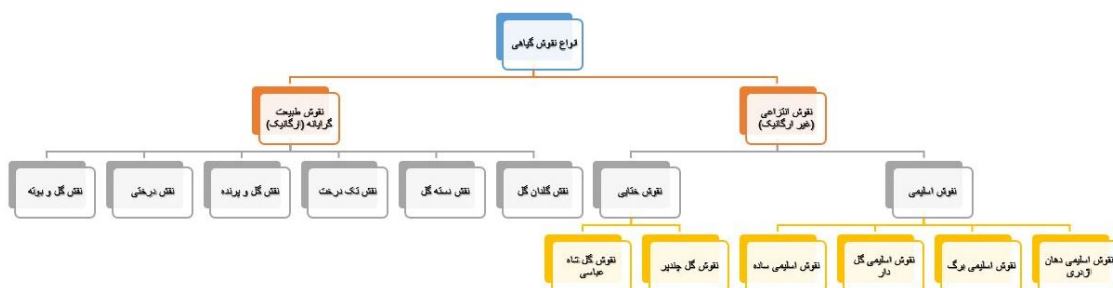 انواع نقوش گیاهی
نقوش انتزاعی
(غیر ارگانیک)
نقوش طبیعت
گرایانه (ارگانیک)
نقوش اسلیمی
نقوش ختایی
نقش گلدان گل
نقش دسته گل
نقش تک درخت
نقش گل و پرنده
نقش درختی
نقش گل و بوته
نقوش اسلیمی دهان
اژدری
نقوش اسلیمی برگ
نقوش اسلیمی گل
دار
نقوش اسلیمی ساده
نقوش گل چندپر
نقوش گل شاه
عباسی